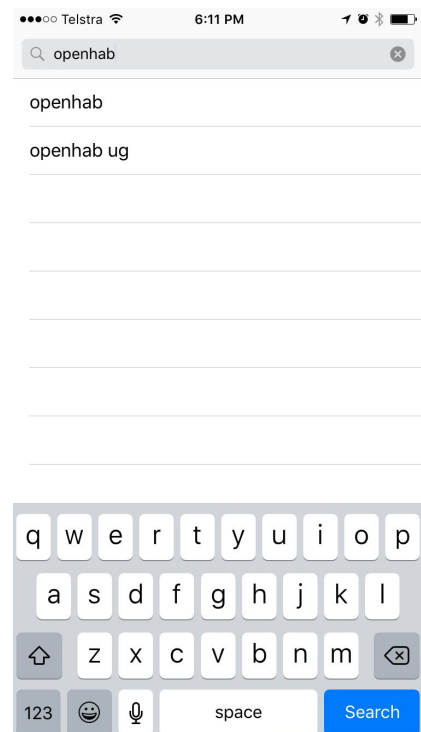 Telstra 6:11 PM
openhab
openhab
openhab ug
q w e r t y u i o p
a s d f g h j k l
z x c v b n m
123 space Search